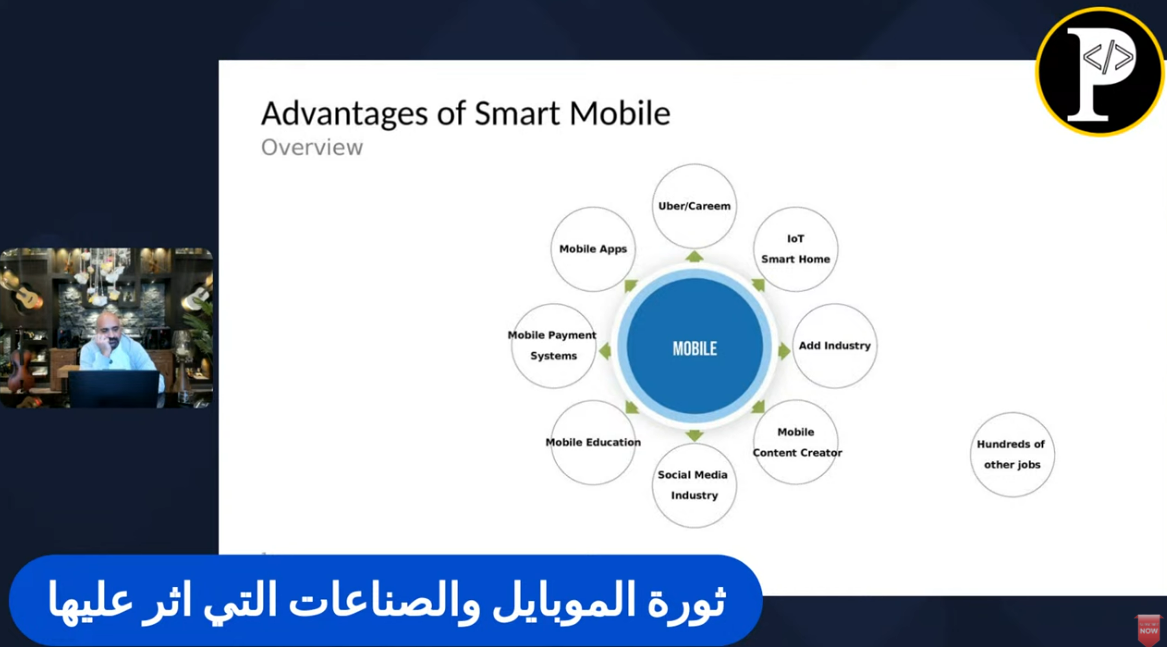 P
</>
Advantages of Smart Mobile
Overview
Uber/Careem
Mobile Apps
IoT
Smart Home
Mobile Payment
Systems
MOBILE
Add Industry
Mobile Education
Mobile
Content Creator
Social Media
Industry
Hundreds of
other jobs
ثورة الموبايل والصناعات التي اثر عليها
NOW